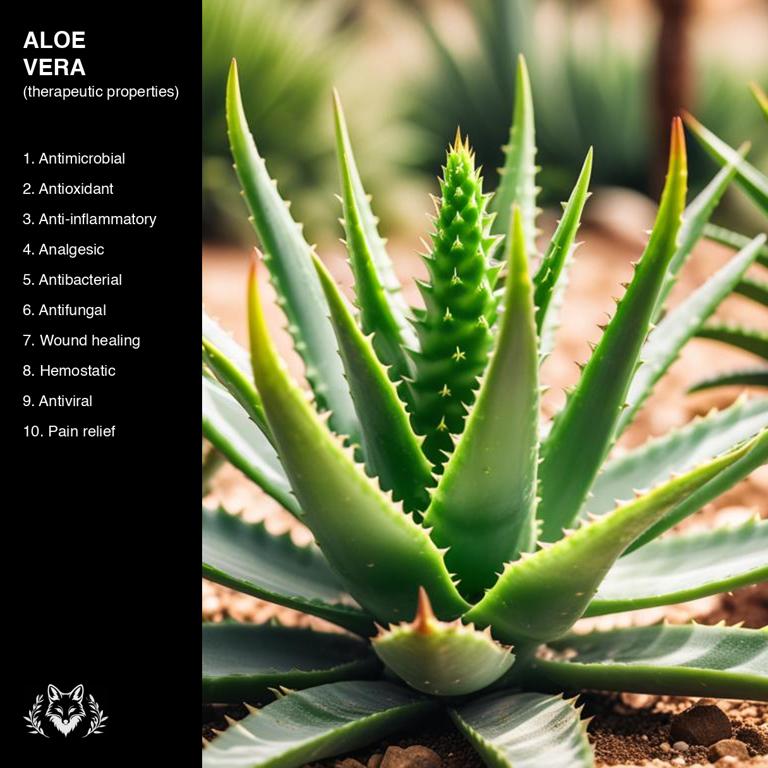 ALOE
VERA
(therapeutic properties)
1. Antimicrobial
2. Antioxidant
3. Anti-inflammatory
4. Analgesic
5. Antibacterial
6. Antifungal
7. Wound healing
8. Hemostatic
9. Antiviral
10. Pain relief